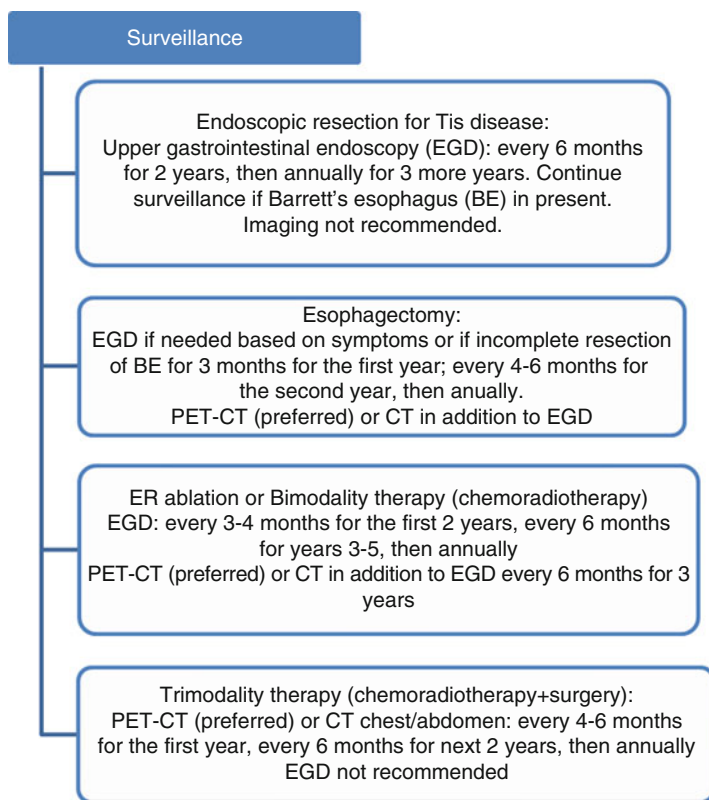 Surveillance
Endoscopic resection for Tis disease:
Upper gastrointestinal endoscopy (EGD): every 6 months
for 2 years, then annually for 3 more years. Continue
surveillance if Barrett's esophagus (BE) in present.
Imaging not recommended.
Esophagectomy:
EGD if needed based on symptoms or if incomplete resection
of BE for 3 months for the first year; every 4-6 months for
the second year, then anually.
PET-CT (preferred) or CT in addition to EGD
ER ablation or Bimodality therapy (chemoradiotherapy)
EGD: every 3-4 months for the first 2 years, every 6 months
for years 3-5, then annually
PET-CT (preferred) or CT in addition to EGD every 6 months for 3
years
Trimodality therapy (chemoradiotherapy+surgery):
PET-CT (preferred) or CT chest/abdomen: every 4-6 months
for the first year, every 6 months for next 2 years, then annually
EGD not recommended